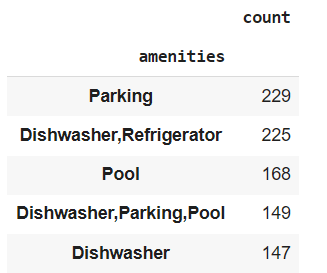 count
amenities
Parking 229
Dishwasher,Refrigerator 225
Pool 168
Dishwasher,Parking,Pool 149
Dishwasher 147